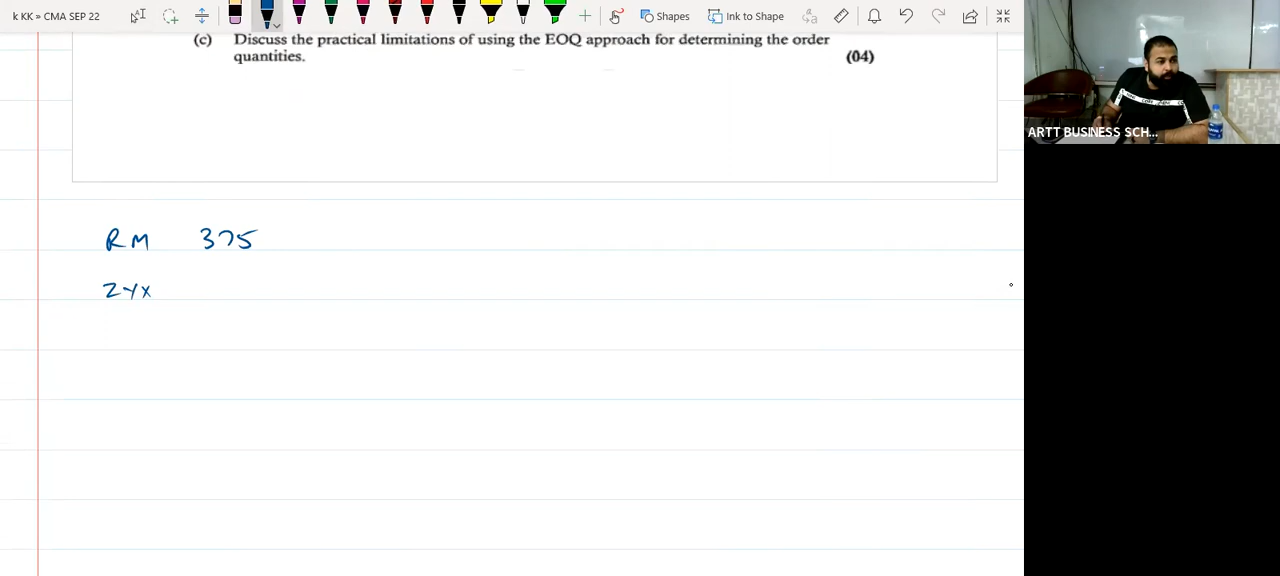 k KK » CMA SEP 22
Shapes
Ink to Shape
(c) Discuss the practical limitations of using the EOQ approach for determining the order
quantities. (04)
ARTT BUSINESS SCH...
RM 375
ZYX